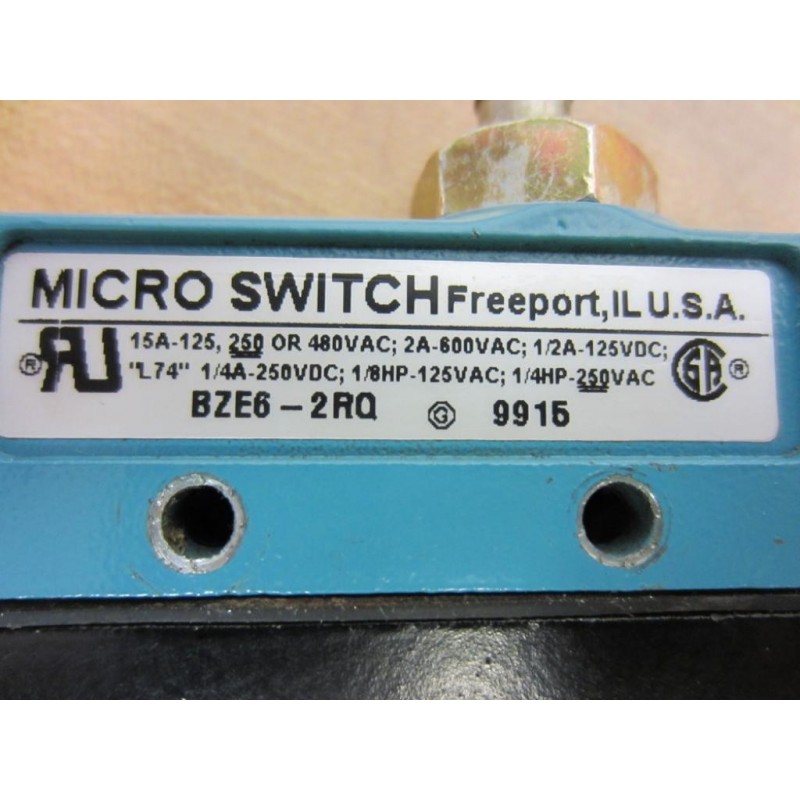 MICRO SWITCH Freeport, IL U.S.A.
15A-125, 250 OR 480VAC; 2A-600VAC; 1/2A-125VDC;
"L74" 1/4A-250VDC; 1/8HP-125VAC; 1/4HP-250VAC
BZE6-2RQ G 9915